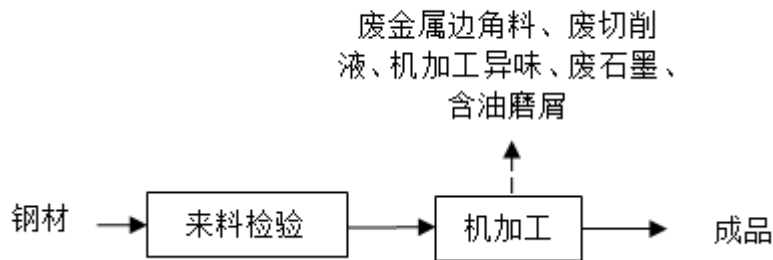 废金属边角料、废切削
液、机加工异味、废石墨、
含油磨屑
钢材
来料检验
机加工
成品